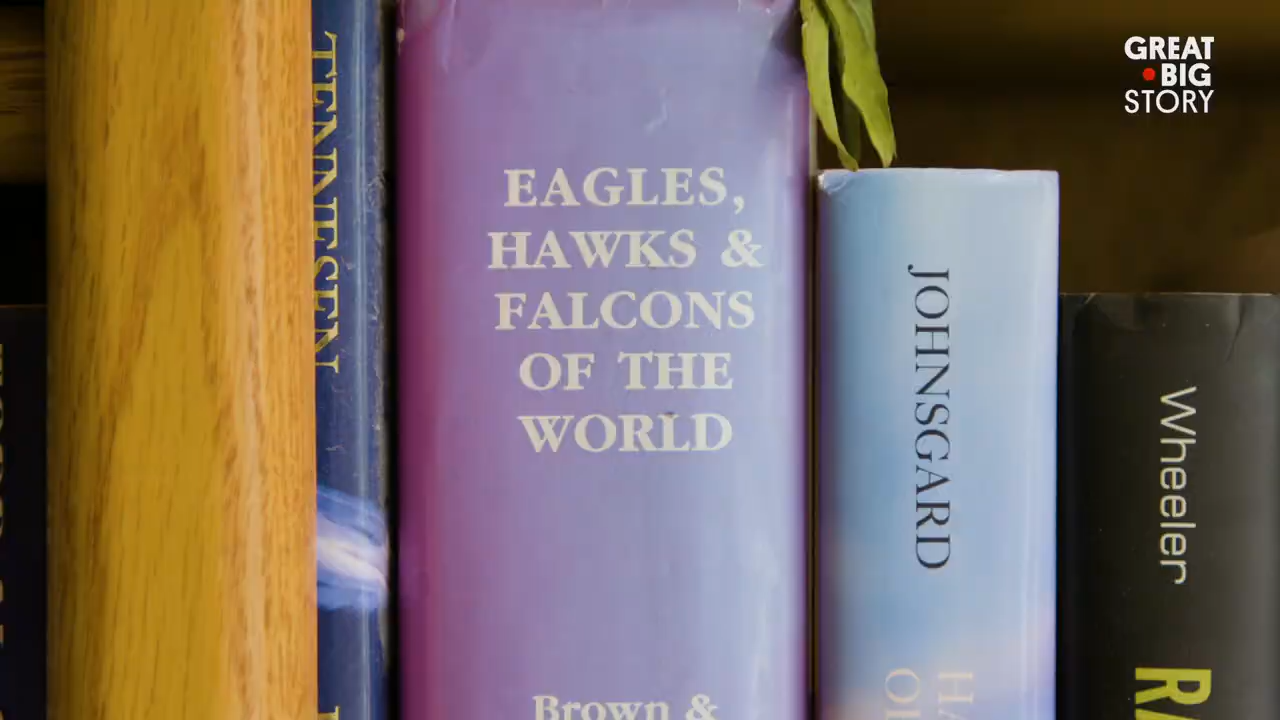 TENNESEN
EAGLES,
HAWKS &
FALCONS
OF THE
WORLD
Brown &
JOHNSGARD
Wheeler
GREAT
BIG
STORY